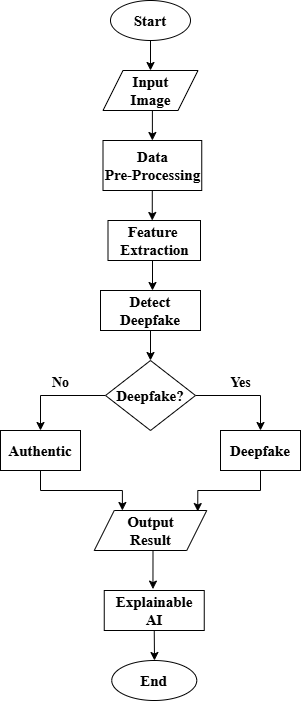 Start
Input
Image
Data
Pre-Processing
Feature
Extraction
Detect
Deepfake
Deepfake?
No
Yes
Authentic
Deepfake
Output
Result
Explainable
AI
End